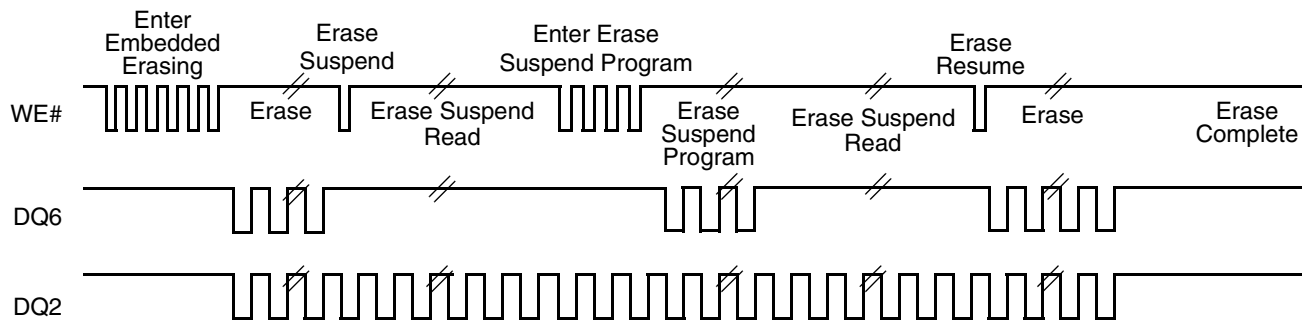 Enter
Embedded
Erasing
Erase
Suspend
Enter Erase
Suspend Program
Erase
Resume
WE#
Erase
Erase Suspend
Read
Erase
Suspend
Program
Erase Suspend
Read
Erase
Erase
Complete
DQ6
DQ2